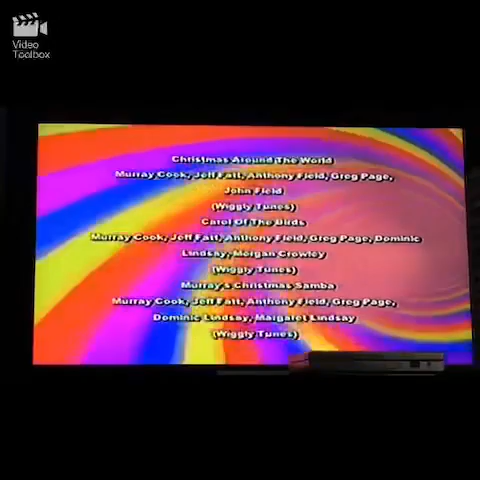 Video
Toolbox
Christmas Around The World
Murray Cook, Jeff Fatt, Anthony Field, Greg Page,
John Field
(Wiggly Tunes)
Carol Of The Birds
Murray Cook, Jeff Fatt, Anthony Field, Greg Page, Dominic
Lindsay, Morgan Crowley
(Wiggly Tunes)
Murray's Christmas Samba
Murray Cook, Jeff Fatt, Anthony Field, Greg Page,
Dominic Lindsay, Margaret Lindsay
(Wiggly Tunes)